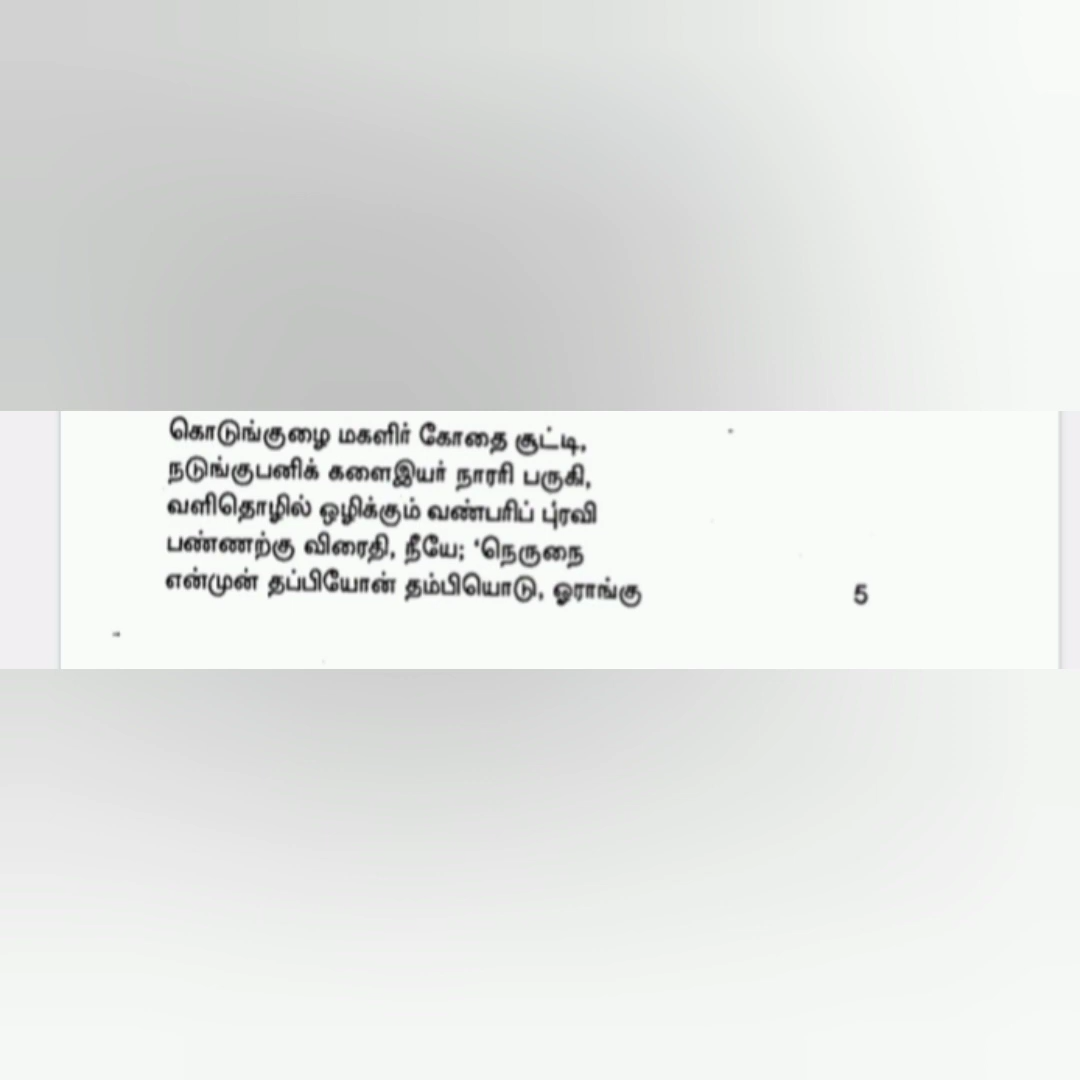 கொடுங்குழை மகளிர் கோதை சூட்டி,
நடுங்குபனிக் களைஇயர் நாரரி பருகி,
வளிதொழில் ஒழிக்கும் வண்பரிப் புரவி
பண்ணற்கு விரைதி, நீயே; 'நெருநை
என்முன் தப்பியோன் தம்பியொடு, ஓராங்கு 5